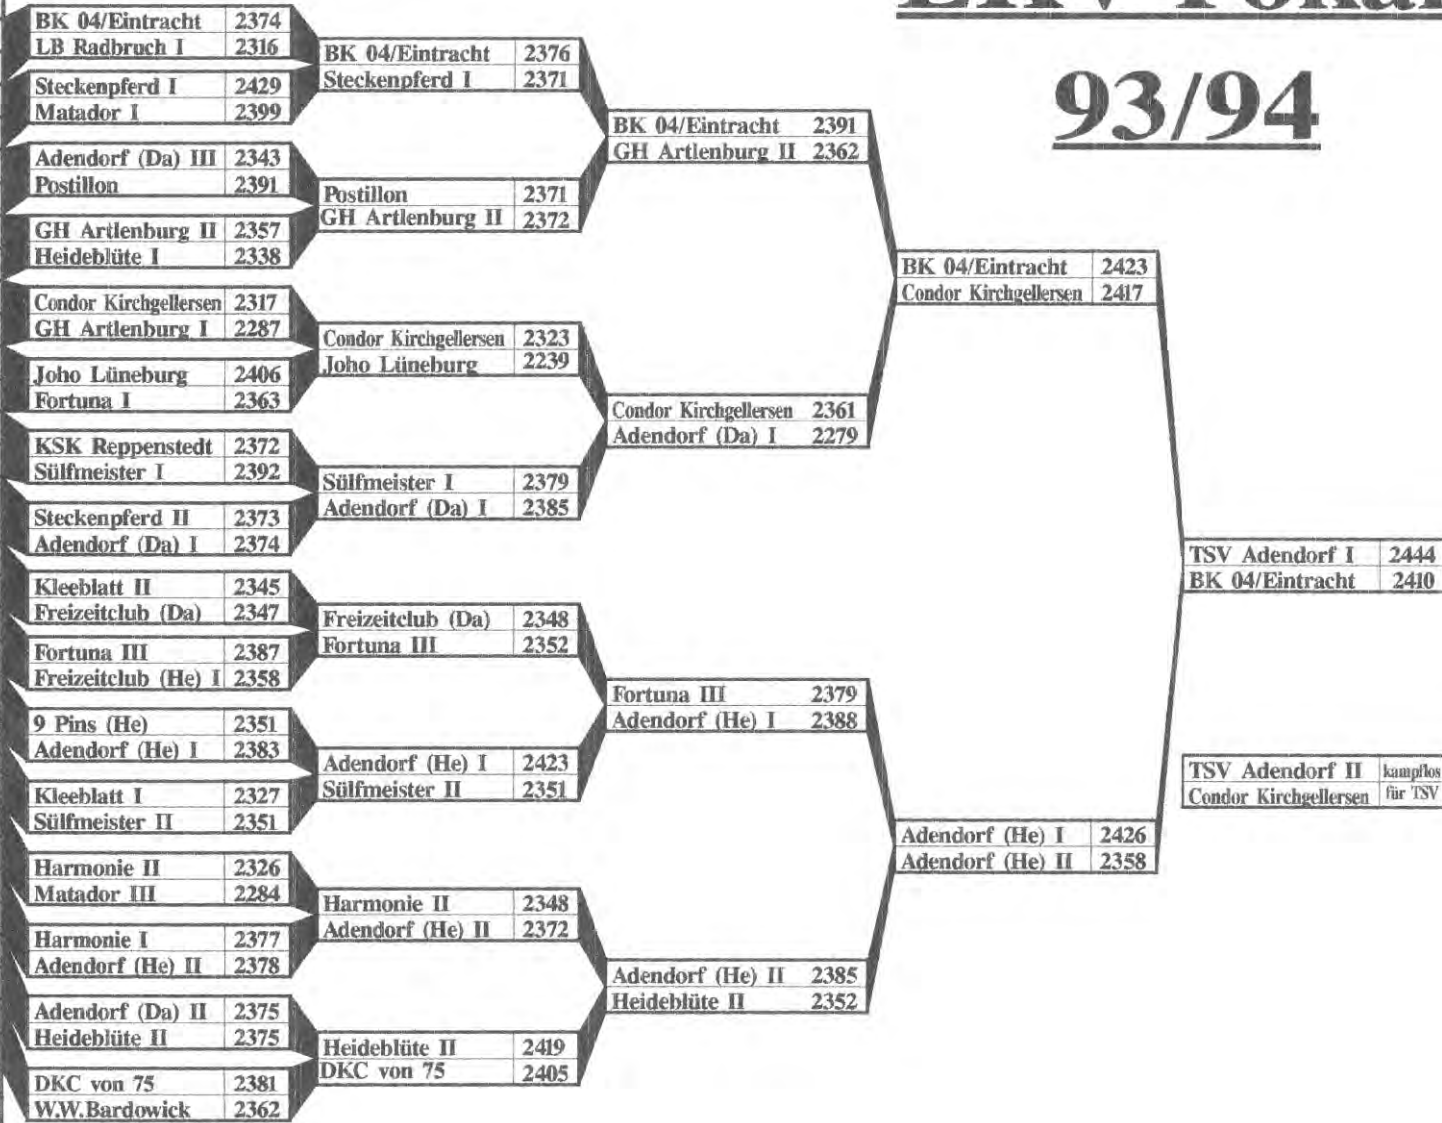 93/94
BK 04/Eintracht 2374
LB Radbruch I 2316
Steckenpferd I 2429
Matador I 2399
Adendorf (Da) III 2343
Postillon 2391
GH Artlenburg II 2357
Heideblüte I 2338
Condor Kirchgellersen 2317
GH Artlenburg I 2287
Joho Lüneburg 2406
Fortuna I 2363
KSK Reppenstedt 2372
Sülfmeister I 2392
Steckenpferd II 2373
Adendorf (Da) I 2374
Kleeblatt II 2345
Freizeitclub (Da) 2347
Fortuna III 2387
Freizeitclub (He) I 2358
9 Pins (He) 2351
Adendorf (He) I 2383
Kleeblatt I 2327
Sülfmeister II 2351
Harmonie II 2326
Matador III 2284
Harmonie I 2377
Adendorf (He) II 2378
Adendorf (Da) II 2375
Heideblüte II 2375
DKC von 75 2381
W.W.Bardowick 2362
BK 04/Eintracht 2376
Steckenpferd I 2371
Postillon 2371
GH Artlenburg II 2372
Condor Kirchgellersen 2323
Joho Lüneburg 2239
Sülfmeister I 2379
Adendorf (Da) I 2385
Freizeitclub (Da) 2348
Fortuna III 2352
Adendorf (He) I 2423
Sülfmeister II 2351
Harmonie II 2348
Adendorf (He) II 2372
Heideblüte II 2419
DKC von 75 2405
BK 04/Eintracht 2391
GH Artlenburg II 2362
Condor Kirchgellersen 2361
Adendorf (Da) I 2279
Fortuna III 2379
Adendorf (He) I 2388
Adendorf (He) II 2385
Heideblüte II 2352
BK 04/Eintracht 2423
Condor Kirchgellersen 2417
Adendorf (He) I 2426
Adendorf (He) II 2358
TSV Adendorf I 2444
BK 04/Eintracht 2410
TSV Adendorf II kampflos
Condor Kirchgellersen für TSV